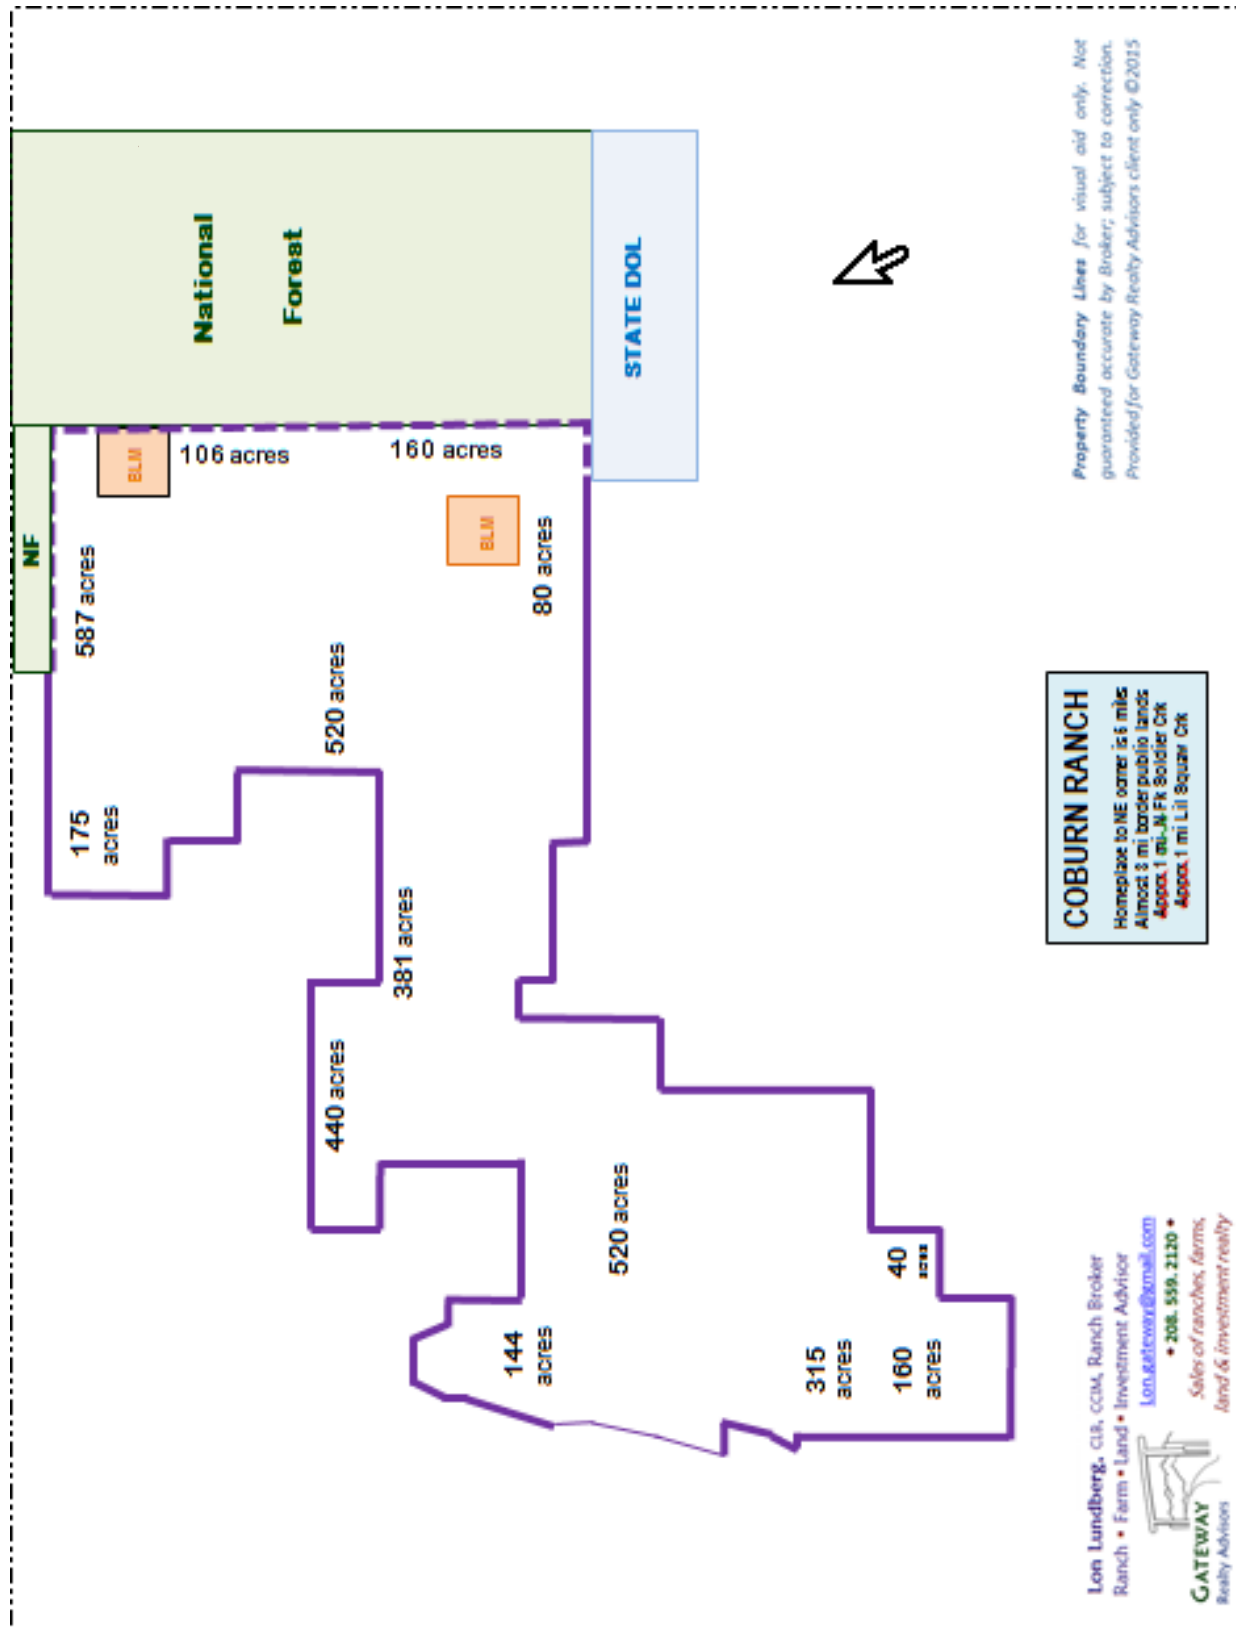 National
Forest
STATE DOL
NF
BLM
106 acres
160 acres
587 acres
BLM
80 acres
520 acres
175
acres
381 acres
440 acres
520 acres
144
acres
40
acres
315
acres
160
acres
COBURN RANCH
Homeplace to NE corner is 6 miles
Almost 8 mi border public lands
Appox. 1 mi N Fk Soldier Crk
Appox. 1 mi Lil Squaw Crk
Property Boundary Lines for visual aid only. Not
guaranteed accurate by Broker; subject to correction.
Provided for Gateway Realty Advisors client only ©2015
Lon Lundberg, CLB, CCIM, Ranch Broker
Ranch • Farm • Land • Investment Advisor
Lon.gateway@gmail.com
• 208. 559. 2120 •
Sales of ranches, farms,
land & investment realty
GATEWAY
Realty Advisors